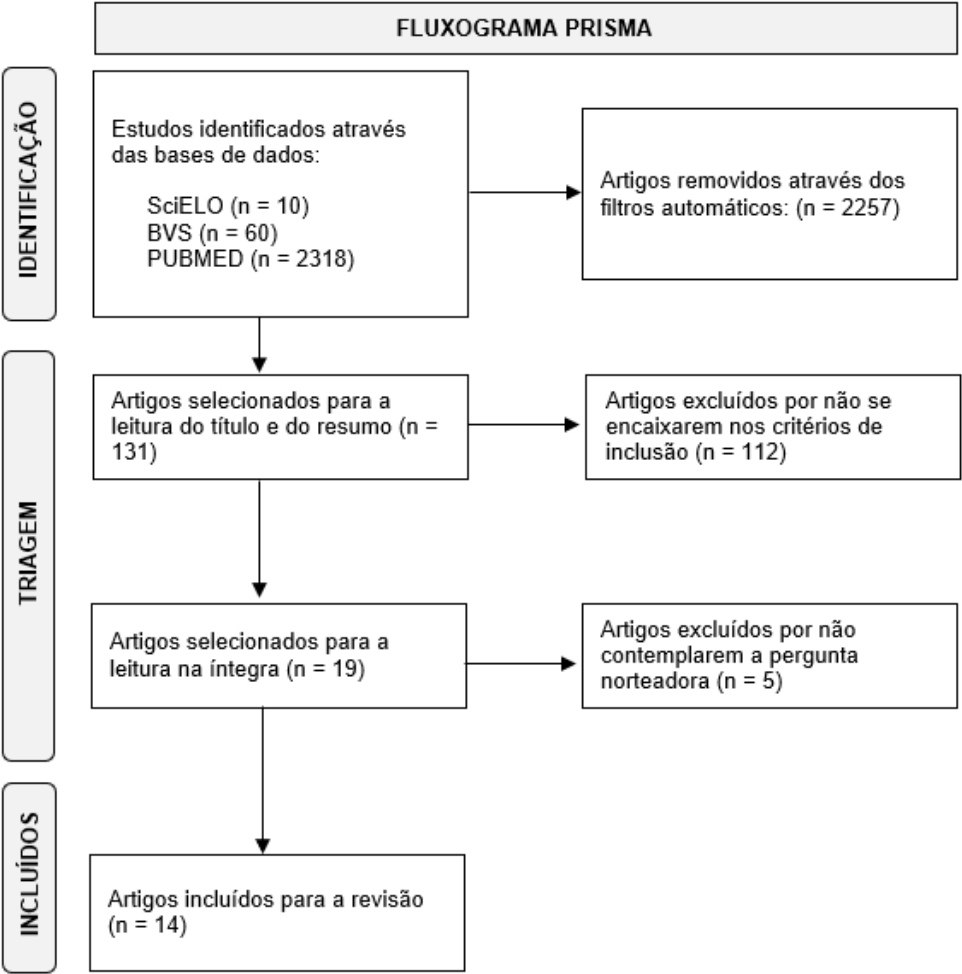 FLUXOGRAMA PRISMA
IDENTIFICAÇÃO
Estudos identificados através
das bases de dados:
SciELO (n = 10)
BVS (n = 60)
PUBMED (n = 2318)
Artigos removidos através dos
filtros automáticos: (n = 2257)
TRIAGEM
Artigos selecionados para a
leitura do título e do resumo (n =
131)
Artigos excluídos por não se
encaixarem nos critérios de
inclusão (n = 112)
Artigos selecionados para a
leitura na íntegra (n = 19)
Artigos excluídos por não
contemplarem a pergunta
norteadora (n = 5)
INCLUÍDOS
Artigos incluídos para a revisão
(n = 14)